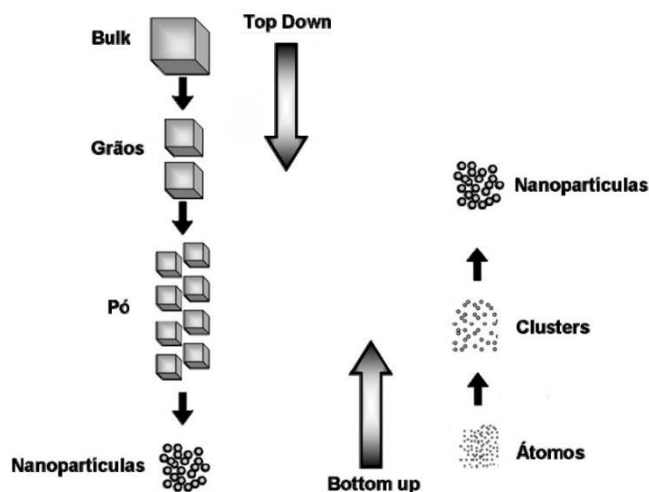 Top Down
Bulk
Grãos
Nanopartículas
Pó
Clusters
Átomos
Nanopartículas
Bottom up